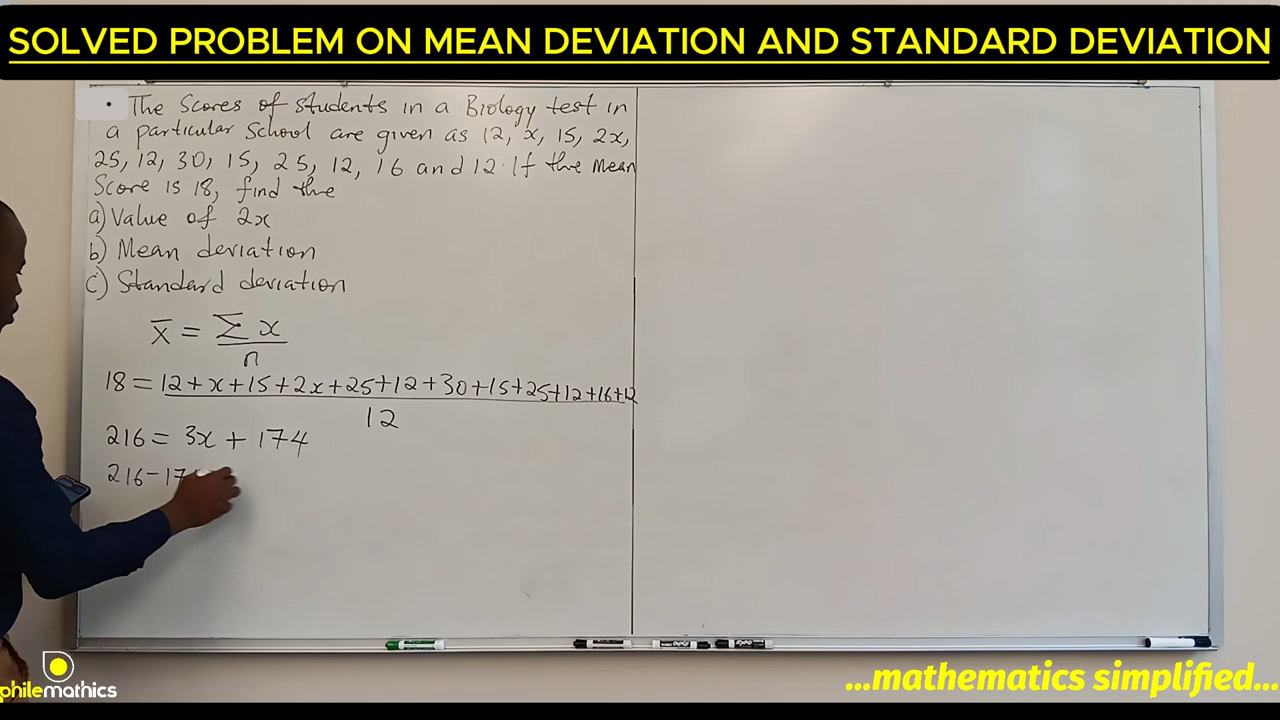 SOLVED PROBLEM ON MEAN DEVIATION AND STANDARD DEVIATION
• The Scores of students in a Biology test in
a particular School are given as 12, x, 15, 2x,
25, 12, 30, 15, 25, 12, 16 and 12. If the Mean
Score is 18, find the
a) Value of 2x
b) Mean deviation
c) Standard deviation
x̄ = Σx
n
18 = 12+x+15+2x+25+12+30+15+25+12+16+12
12
216 = 3x + 174
216-17
philemathics
...mathematics simplified...